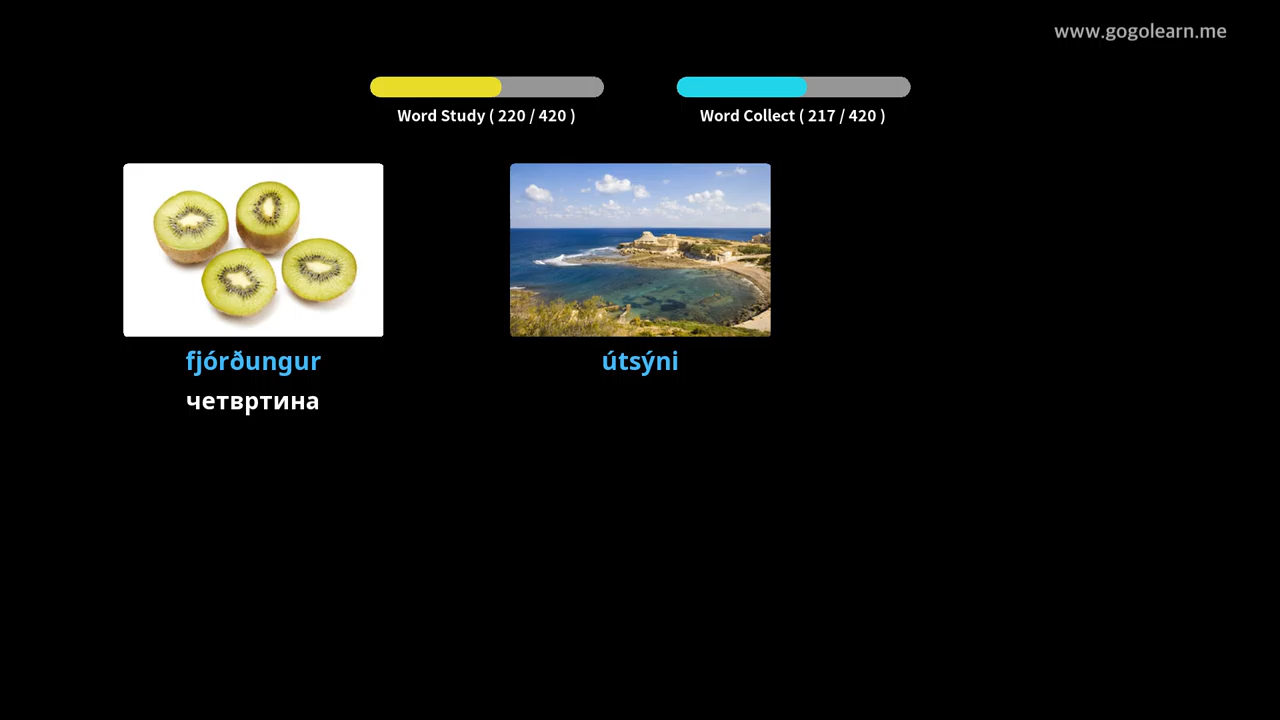 www.gogolearn.me
Word Study ( 220 / 420 )
Word Collect ( 217 / 420 )
fjórðungur
útsýni
четвртина